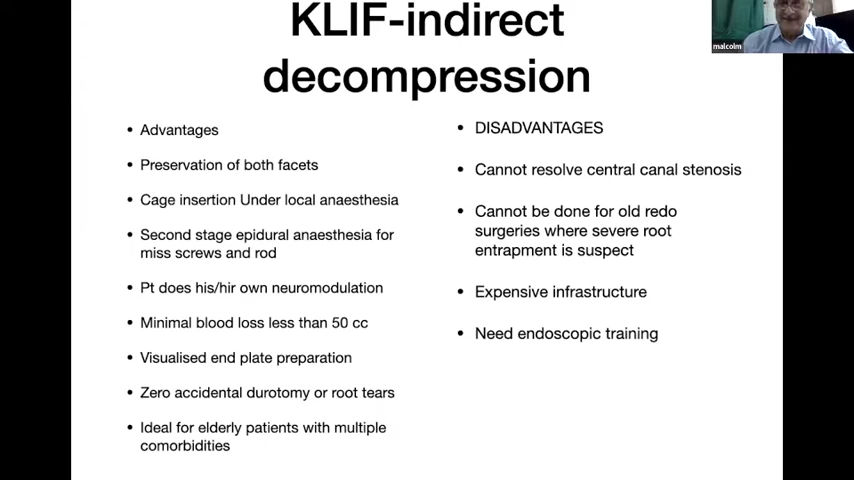 KLIF-indirect
decompression
malcolm
• Advantages
• Preservation of both facets
• Cage insertion Under local anaesthesia
• Second stage epidural anaesthesia for
miss screws and rod
• Pt does his/hir own neuromodulation
• Minimal blood loss less than 50 cc
• Visualised end plate preparation
• Zero accidental durotomy or root tears
• Ideal for elderly patients with multiple
comorbidities
• DISADVANTAGES
• Cannot resolve central canal stenosis
• Cannot be done for old redo
surgeries where severe root
entrapment is suspect
• Expensive infrastructure
• Need endoscopic training